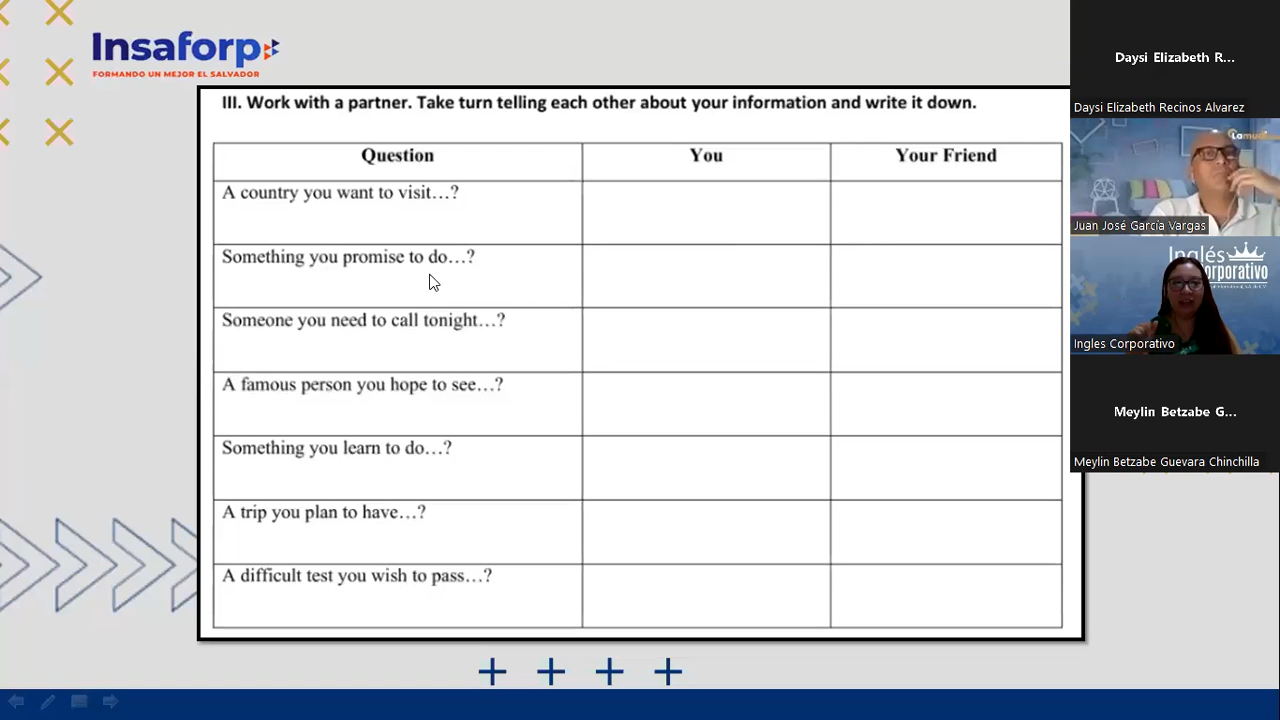 Insaforp
FORMANDO UN MEJOR EL SALVADOR
III. Work with a partner. Take turn telling each other about your information and write it down.
Question You Your Friend
A country you want to visit…?
Something you promise to do…?
Someone you need to call tonight…?
A famous person you hope to see…?
Something you learn to do…?
A trip you plan to have…?
A difficult test you wish to pass…?
Daysi Elizabeth R...
Daysi Elizabeth Recinos Alvarez
Juan José García Vargas
Inglés
Corporativo
Ingles Corporativo
Meylin Betzabe G...
Meylin Betzabe Guevara Chinchilla